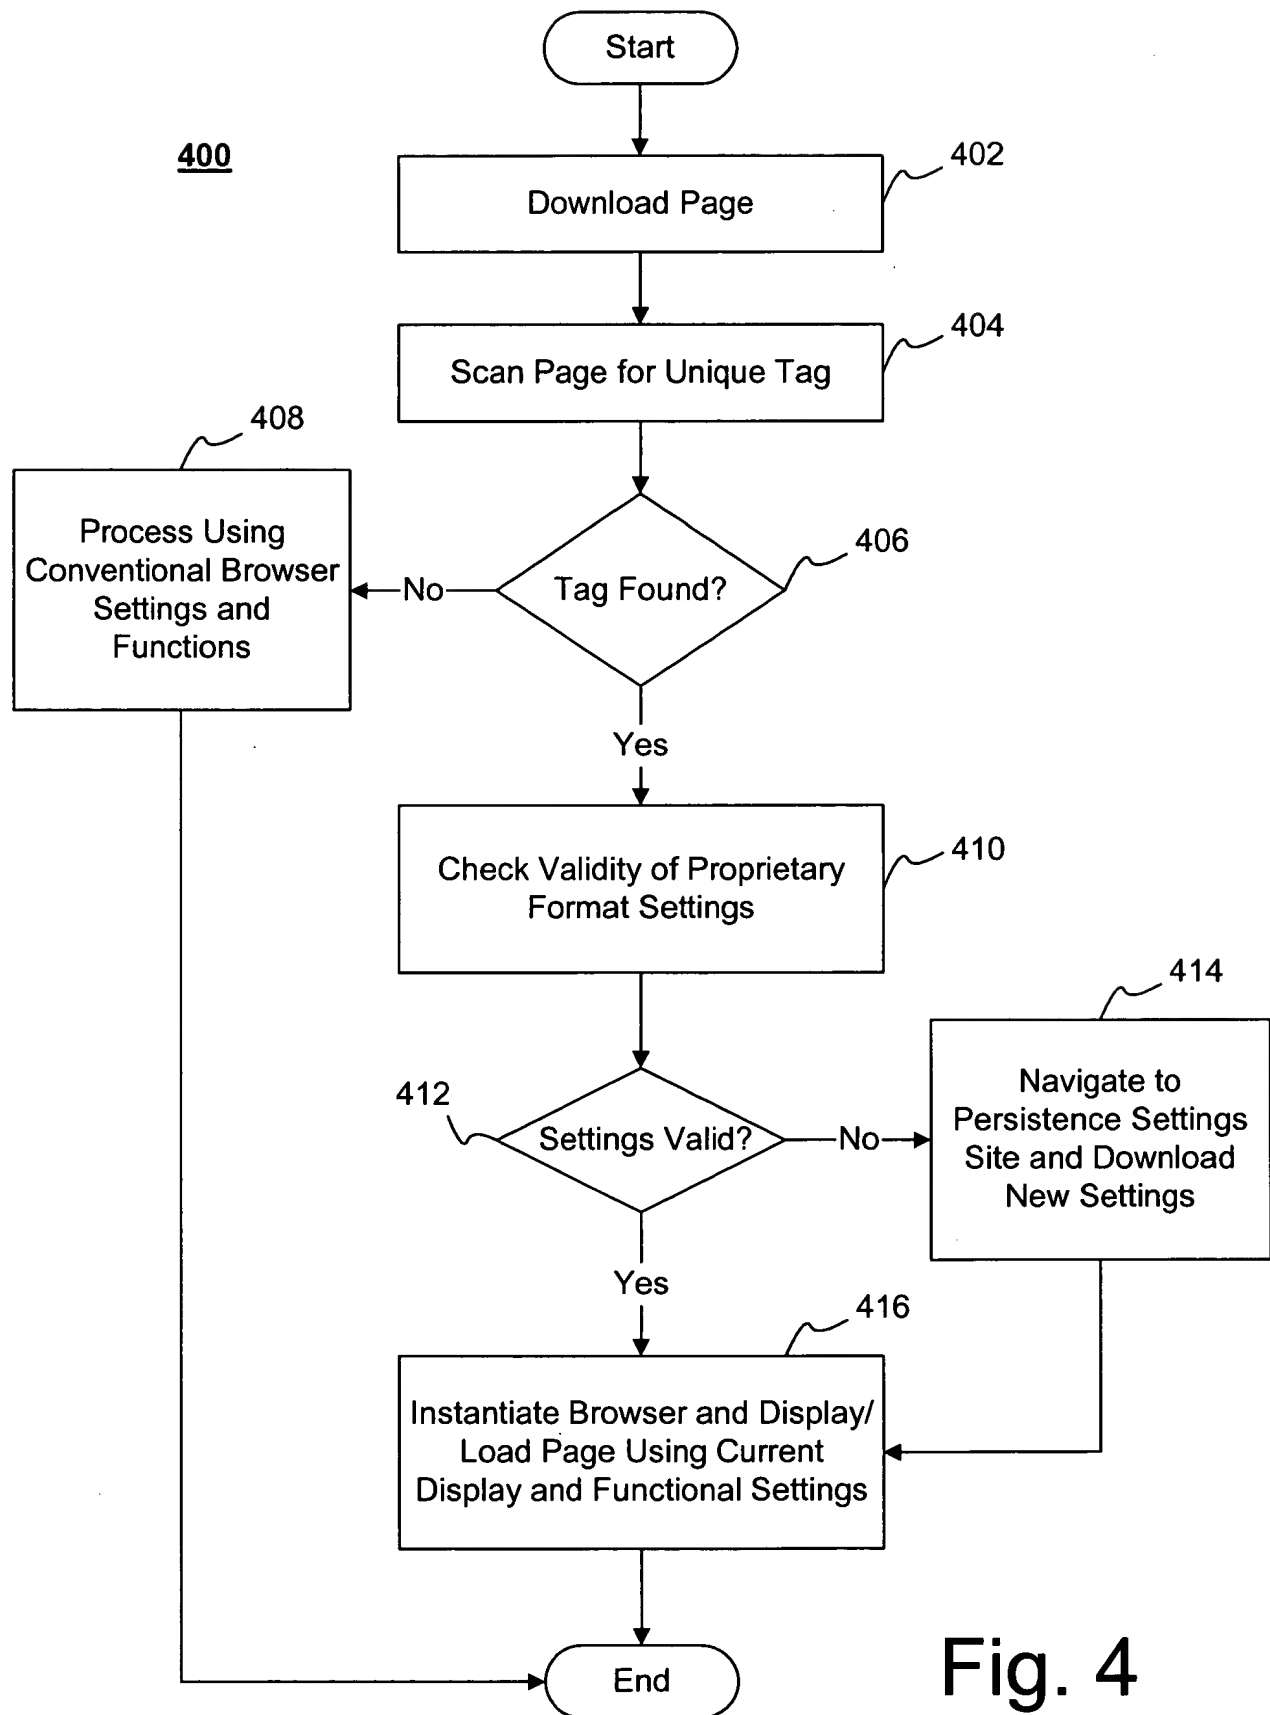 Start
400
402
Download Page
404
Scan Page for Unique Tag
408
Process Using
Conventional Browser
Settings and
Functions
406
Tag Found?
No
Yes
410
Check Validity of Proprietary
Format Settings
414
Navigate to
Persistence Settings
Site and Download
New Settings
412
Settings Valid?
No
Yes
416
Instantiate Browser and Display/
Load Page Using Current
Display and Functional Settings
End
Fig. 4